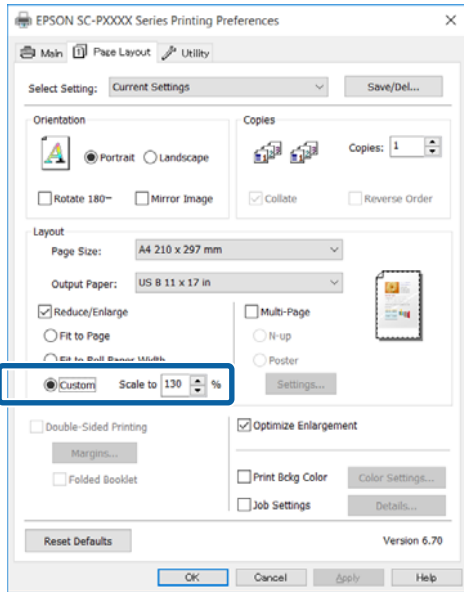 EPSON SC-PXXXX Series Printing Preferences
Main Page Layout Utility
Select Setting: Current Settings Save/Del...
Orientation
Portrait Landscape
Rotate 180° Mirror Image
Copies
Copies: 1
Collate Reverse Order
Layout
Page Size: A4 210 x 297 mm
Output Paper: US B 11 x 17 in
Reduce/Enlarge
Fit to Page
Fit to Roll Paper Width
Custom Scale to 130 %
Multi-Page
N-up
Poster
Settings...
Double-Sided Printing
Margins...
Folded Booklet
Optimize Enlargement
Print Bckg Color Color Settings...
Job Settings Details...
Reset Defaults Version 6.70
OK Cancel Apply Help